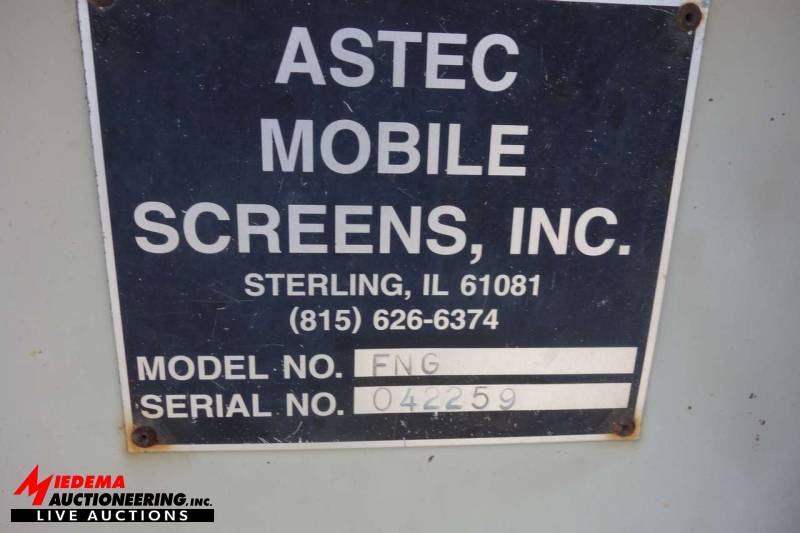 ASTEC
MOBILE
SCREENS, INC.
STERLING, IL 61081
(815) 626-6374
MODEL NO. FNG
SERIAL NO. 042259
MIEDEMA
AUCTIONEERING, INC.
LIVE AUCTIONS